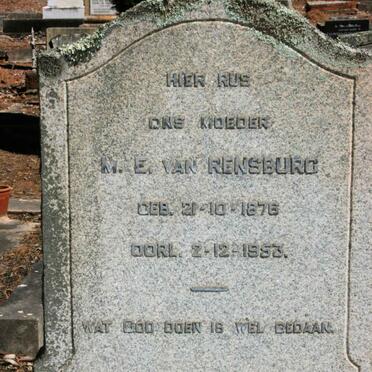 HIER RUS
ONS MOEDER
M. E. VAN RENSBURG
GEB. 21-10-1876
OORL. 2-12-1953.
WAT GOD DOEN IS WEL GEDAAN.